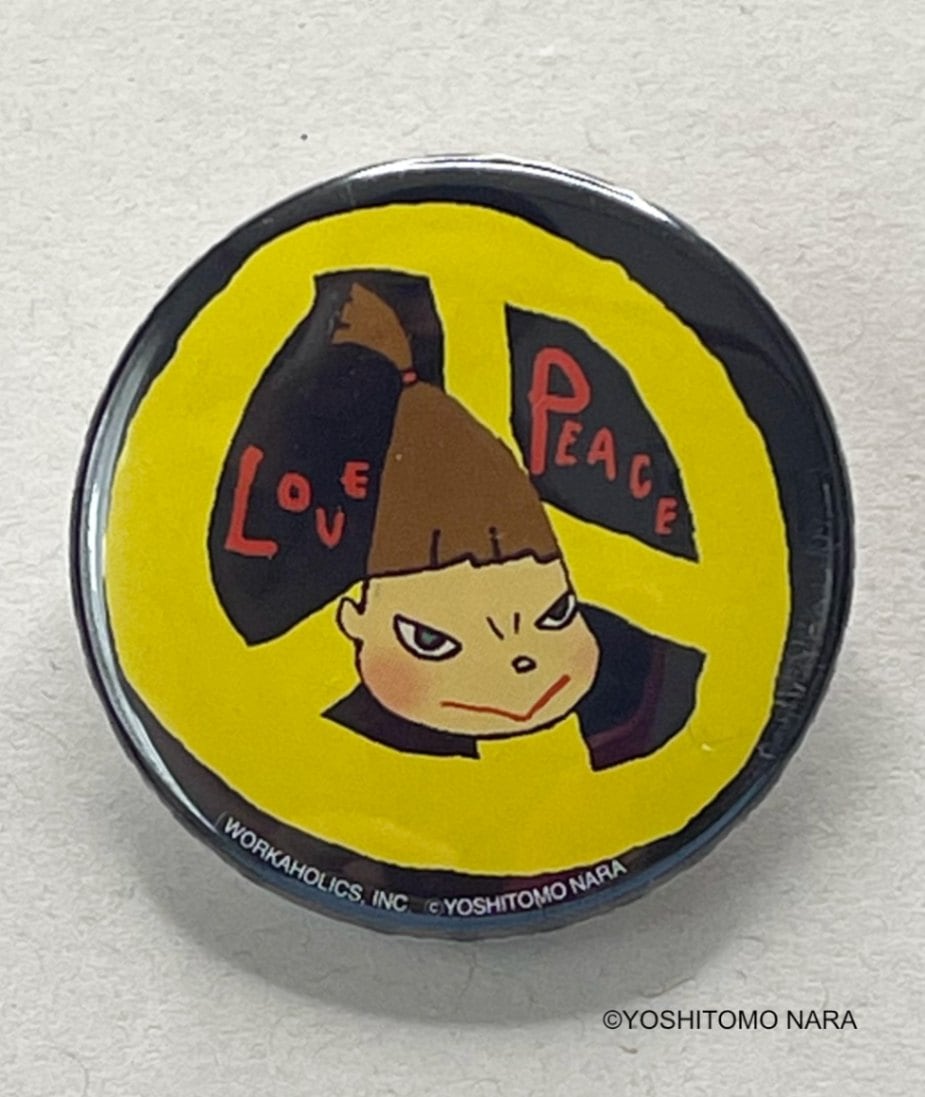 LOVE
PEACE
WORKAHOLICS, INC. ©YOSHITOMO NARA
©YOSHITOMO NARA